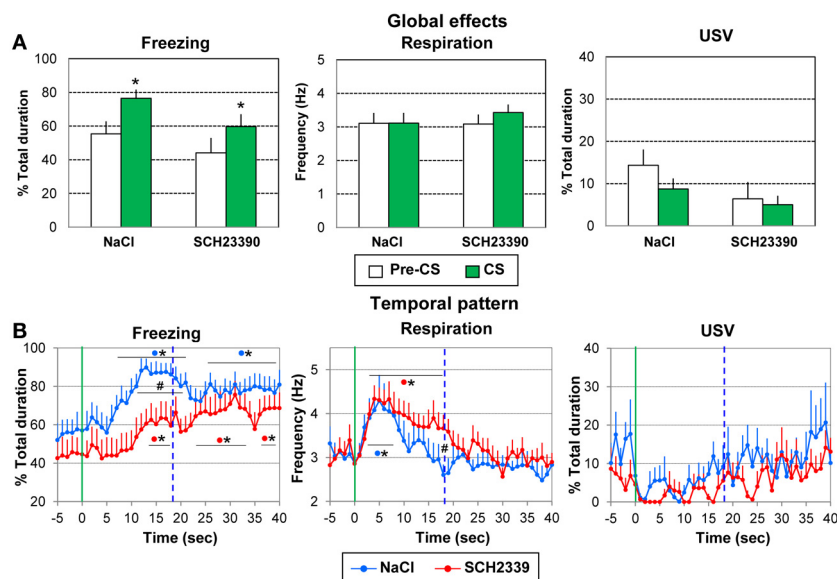 Global effects
A
Freezing
Respiration
USV
% Total duration
100
80
60
40
20
0
*
*
NaCl
SCH23390
Frequency (Hz)
5
4
3
2
1
0
NaCl
SCH23390
% Total duration
40
30
20
10
0
NaCl
SCH23390
Pre-CS
CS
Temporal pattern
B
Freezing
Respiration
USV
% Total duration
100
80
60
40
20
•*
•*
#
•*
•*
•*
-5 0 5 10 15 20 25 30 35 40
Time (sec)
Frequency (Hz)
5
4
3
2
•*
•*
#
-5 0 5 10 15 20 25 30 35 40
Time (sec)
% Total duration
40
30
20
10
0
-5 0 5 10 15 20 25 30 35 40
Time (sec)
NaCl
SCH2339